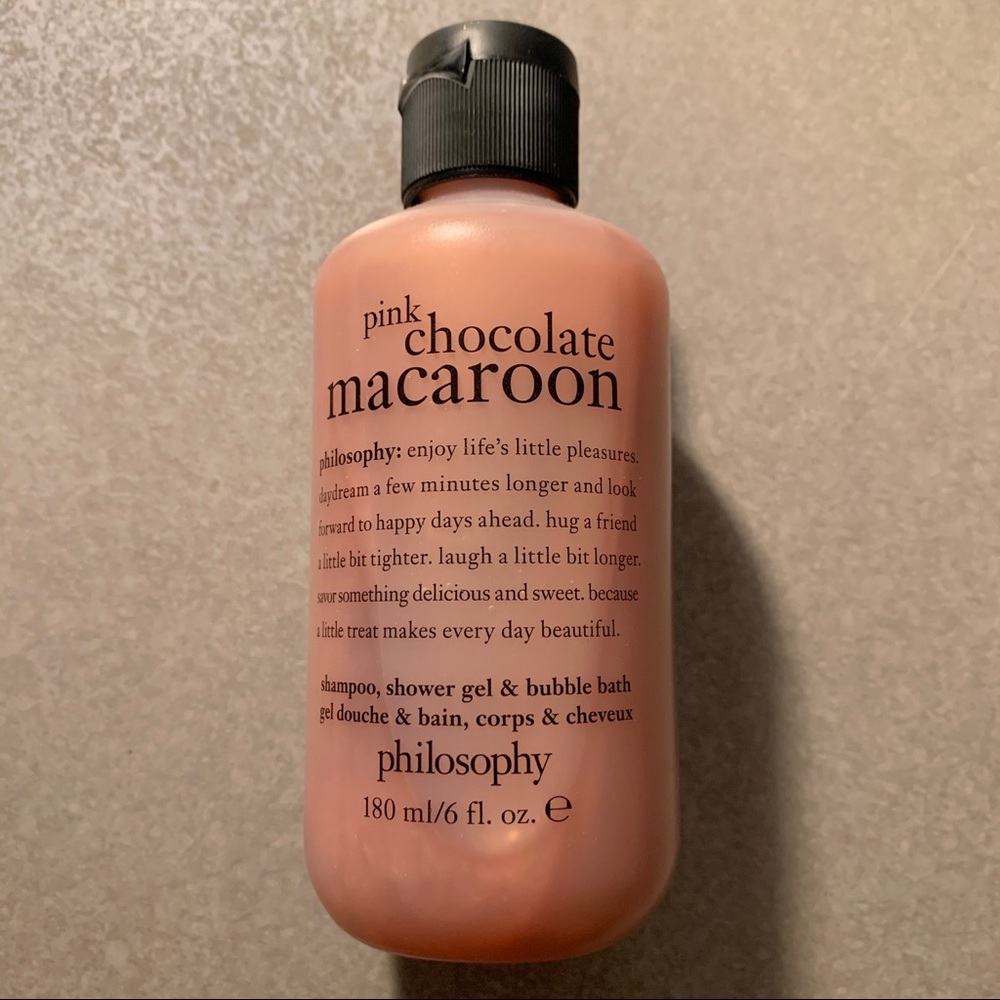 pink
chocolate
macaroon
philosophy: enjoy life's little pleasures.
daydream a few minutes longer and look
forward to happy days ahead. hug a friend
a little bit tighter. laugh a little bit longer.
savor something delicious and sweet. because
a little treat makes every day beautiful.
shampoo, shower gel & bubble bath
gel douche & bain, corps & cheveux
philosophy
180 ml/6 fl. oz. ℮